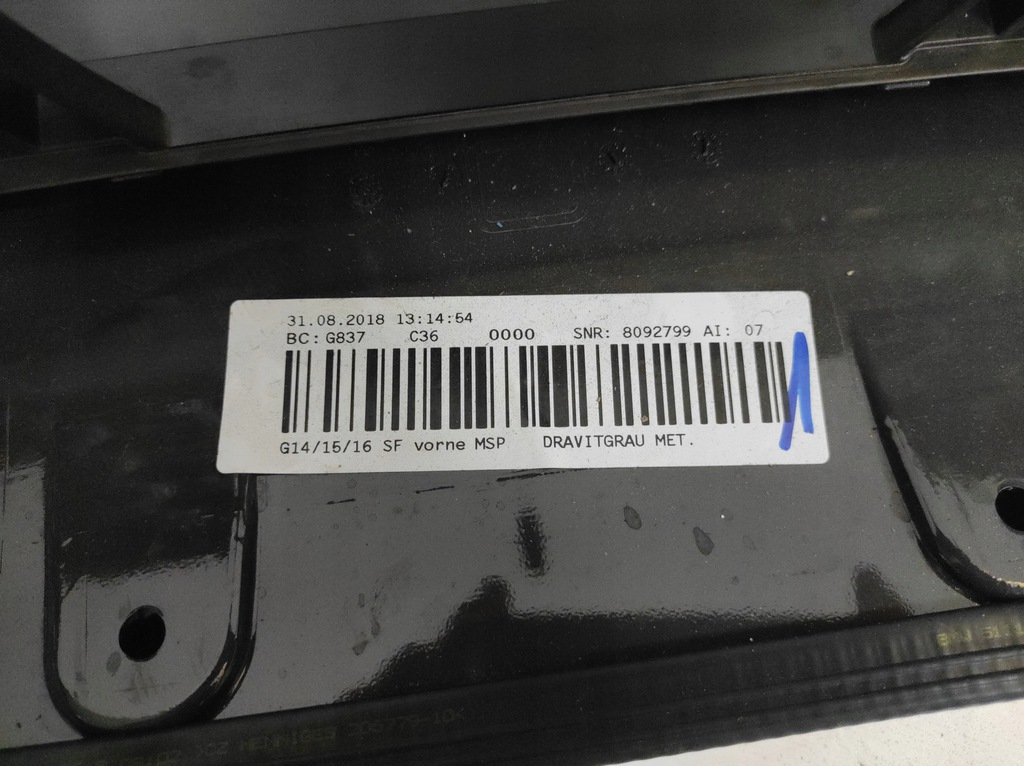 31.08.2018 13:14:54
BC: G837 C36 0000 SNR: 8092799 AI: 07
G14/15/16 SF vorne MSP DRAVITGRAU MET.
1